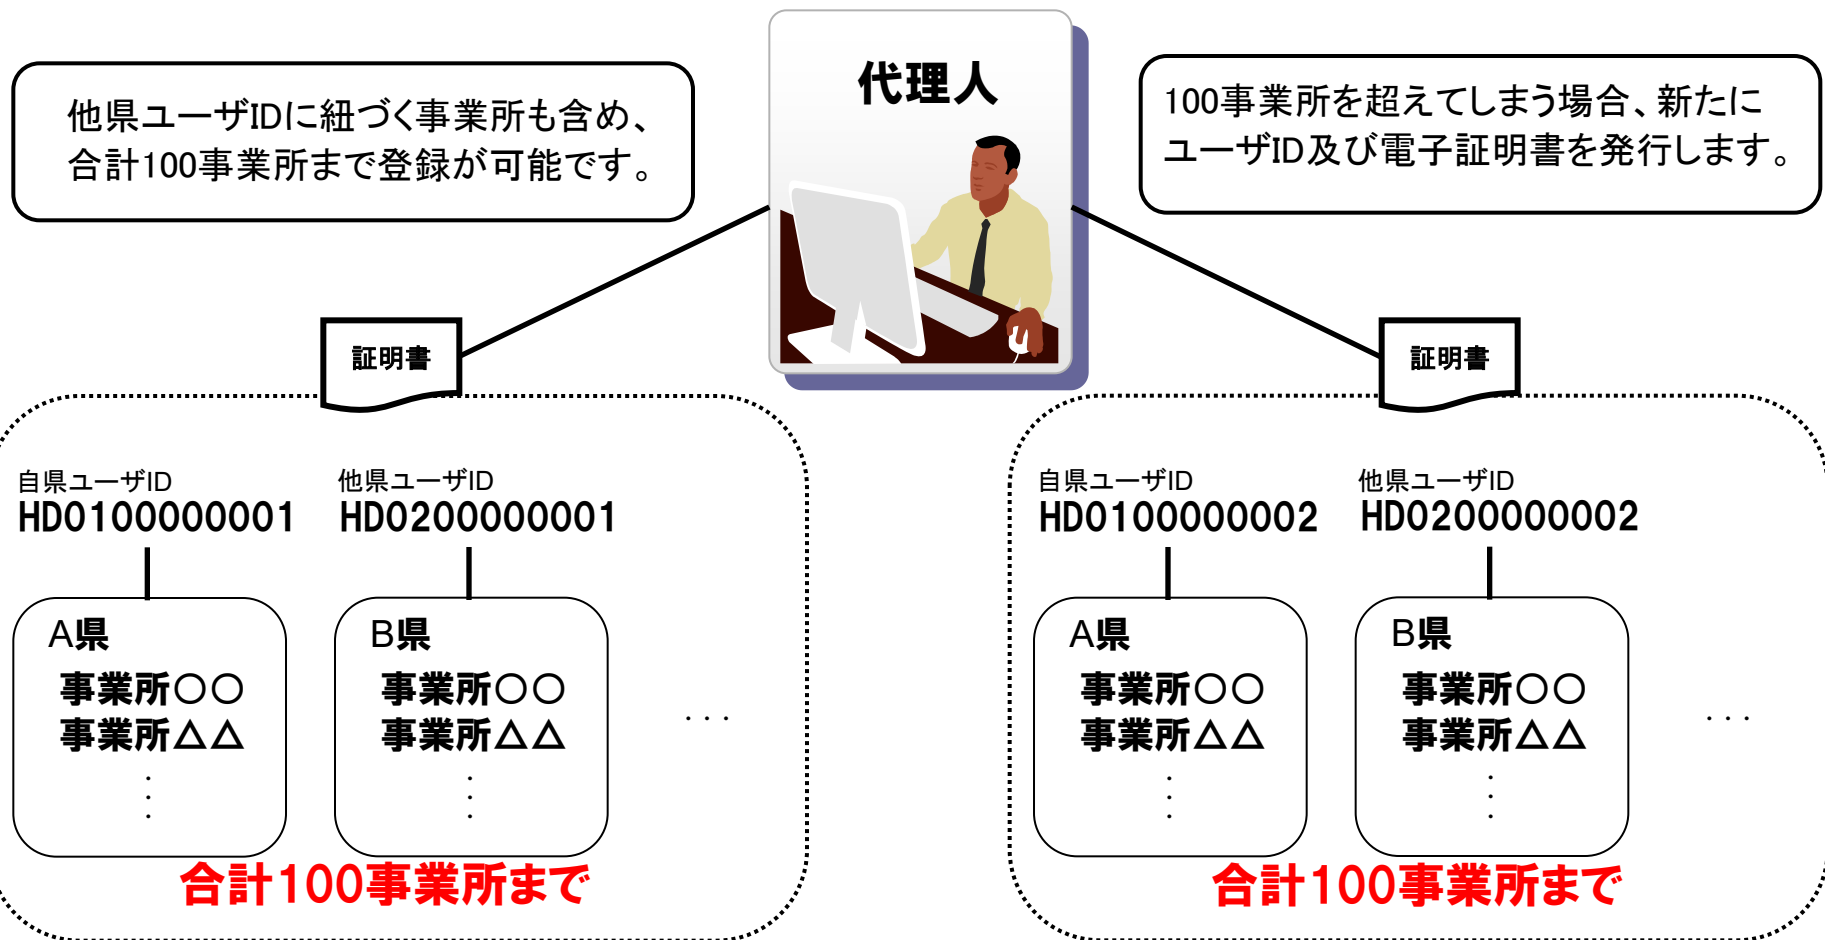 代理人
他県ユーザIDに紐づく事業所も含め、
合計100事業所まで登録が可能です。
100事業所を超えてしまう場合、新たに
ユーザID及び電子証明書を発行します。
証明書
自県ユーザID
HD0100000001
他県ユーザID
HD0200000001
A県
事業所○○
事業所△△
・・・
B県
事業所○○
事業所△△
・・・
・・・
合計100事業所まで
証明書
自県ユーザID
HD0100000002
他県ユーザID
HD0200000002
A県
事業所○○
事業所△△
・・・
B県
事業所○○
事業所△△
・・・
・・・
合計100事業所まで